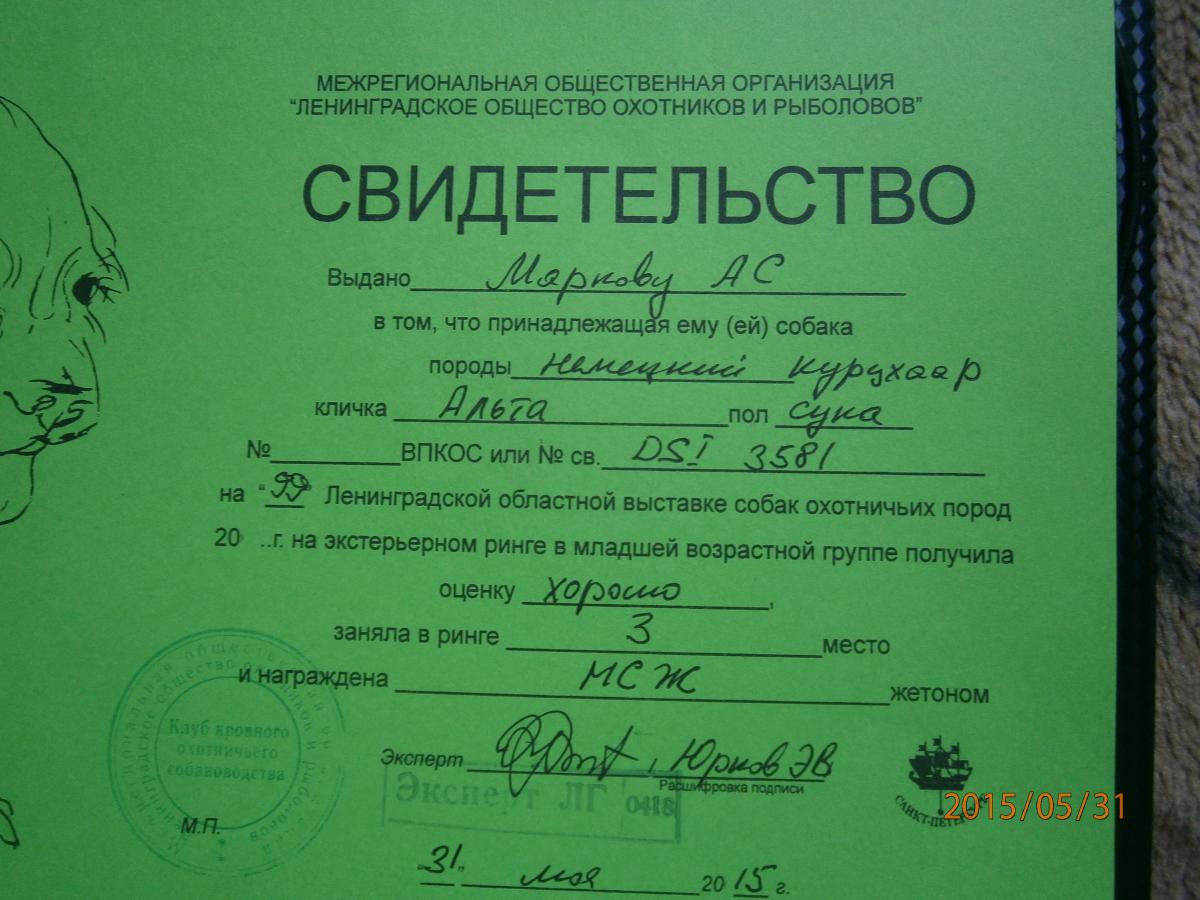 МЕЖРЕГИОНАЛЬНАЯ ОБЩЕСТВЕННАЯ ОРГАНИЗАЦИЯ
"ЛЕНИНГРАДСКОЕ ОБЩЕСТВО ОХОТНИКОВ И РЫБОЛОВОВ"
СВИДЕТЕЛЬСТВО
Выдано Маркову АС
в том, что принадлежащая ему (ей) собака
породы немецкий курцхаар
кличка Альта пол сука
№ ВПКОС или № св. DSI 3581
на "99" Ленинградской областной выставке собак охотничьих пород
20 ..г. на экстерьерном ринге в младшей возрастной группе получила
оценку хорошо,
заняла в ринге 3 место
и награждена МСЖ жетоном
Эксперт , Юрков ЭВ
Расшифровка подписи
Эксперт ЛГ 0418
Клуб кровного
охотничьего
собаководства
М.П.
САНКТ-ПЕТЕРБУРГ
2015/05/31
"31" мая 2015 г.